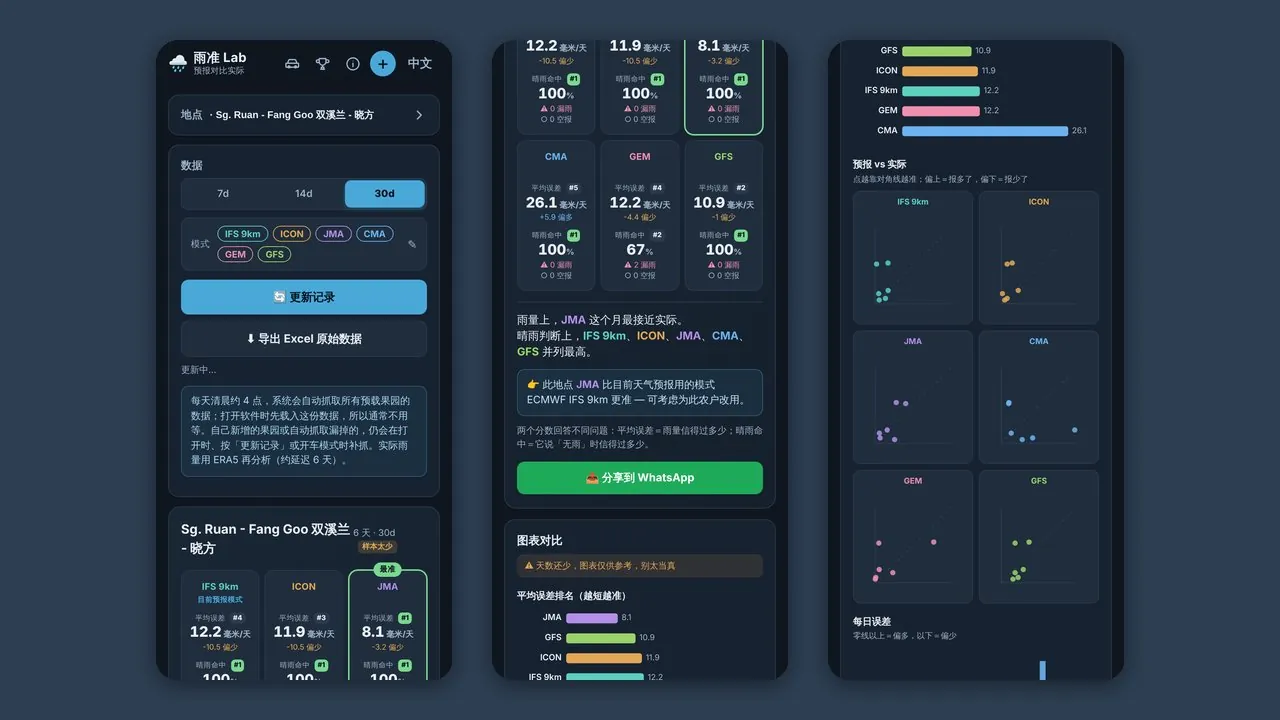 雨准 Lab
预报对比实际
中文
地点 · Sg. Ruan - Fang Goo 双溪兰 - 晓方
数据
7d 14d 30d
模式 IFS 9km ICON JMA CMA
GEM GFS
更新记录
导出 Excel 原始数据
更新中...
每天清晨约 4 点，系统会自动抓取所有预载果园的
数据；打开软件时先载入这份数据，所以通常不用
等。自己新增的果园或自动抓取漏掉的，仍会在打
开时、按「更新记录」或开车模式时补抓。实际雨
量用 ERA5 再分析（约延迟 6 天）。
Sg. Ruan - Fang Goo 双溪兰
- 晓方
6 天 · 30d
样本太少
最准
IFS 9km ICON JMA
目前预报模式
平均误差 #4 平均误差 #3 平均误差 #1
12.2 毫米/天 11.9 毫米/天 8.1 毫米/天
-10.5 偏少 -10.5 偏少 -3.2 偏少
晴雨命中 #1 晴雨命中 #1 晴雨命中 #1
100% 100% 100%
12.2 毫米/天 11.9 毫米/天 8.1 毫米/天
-10.5 偏少 -10.5 偏少 -3.2 偏少
晴雨命中 #1 晴雨命中 #1 晴雨命中 #1
100% 100% 100%
0 漏雨 0 漏雨 0 漏雨
0 空报 0 空报 0 空报
CMA GEM GFS
平均误差 #5 平均误差 #4 平均误差 #2
26.1 毫米/天 12.2 毫米/天 10.9 毫米/天
+5.9 偏多 -4.4 偏少 -1 偏少
晴雨命中 #1 晴雨命中 #2 晴雨命中 #1
100% 67% 100%
0 漏雨 2 漏雨 0 漏雨
0 空报 0 空报 0 空报
雨量上，JMA 这个月最接近实际。
晴雨判断上，IFS 9km、ICON、JMA、CMA、
GFS 并列最高。
此地点 JMA 比目前天气预报用的模式
ECMWF IFS 9km 更准 — 可考虑为此农户改用。
两个分数回答不同问题：平均误差＝雨量信得过多少；晴雨命
中＝它说「无雨」时信得过多少。
分享到 WhatsApp
图表对比
天数还少，图表仅供参考，别太当真
平均误差排名（越短越准）
JMA 8.1
GFS 10.9
ICON 11.9
IFS 9km 12.2
GFS 10.9
ICON 11.9
IFS 9km 12.2
GEM 12.2
CMA 26.1
预报 vs 实际
点越靠对角线越准；偏上＝报多了，偏下＝报少了
IFS 9km ICON
JMA CMA
GEM GFS
每日误差
零线以上＝偏多，以下＝偏少